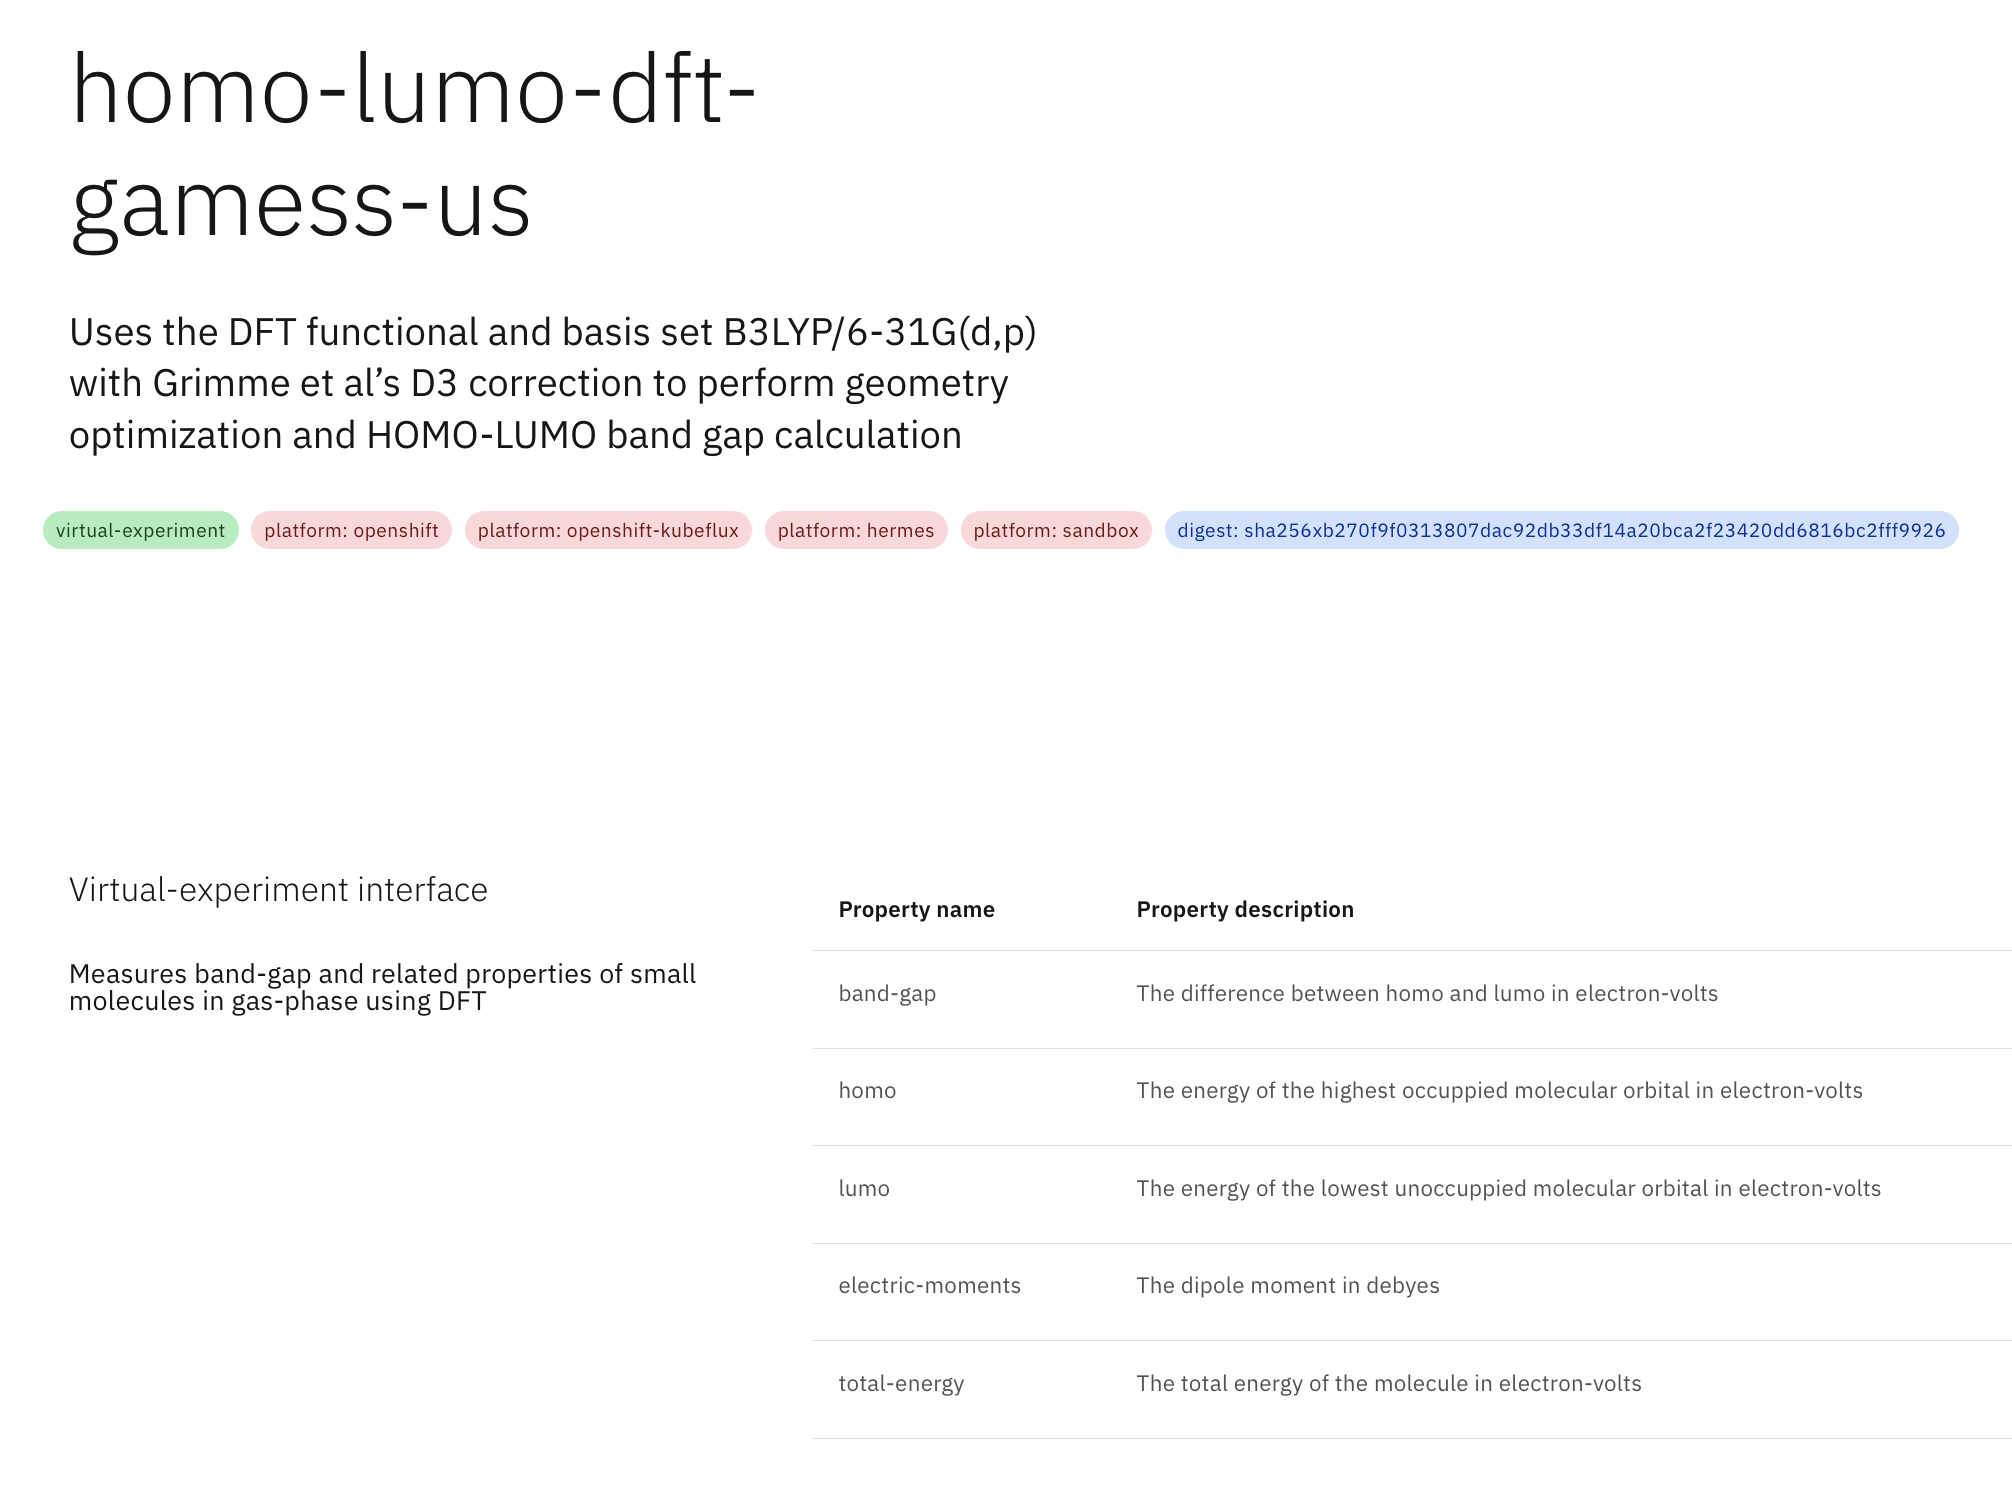 homo-lumo-dft-
gamess-us
Uses the DFT functional and basis set B3LYP/6-31G(d,p)
with Grimme et al’s D3 correction to perform geometry
optimization and HOMO-LUMO band gap calculation
virtual-experiment platform: openshift platform: openshift-kubeflux platform: hermes platform: sandbox digest: sha256xb270f9f0313807dac92db33df14a20bca2f23420dd6816bc2fff9926
Virtual-experiment interface
Measures band-gap and related properties of small
molecules in gas-phase using DFT
Property name Property description
band-gap The difference between homo and lumo in electron-volts
homo The energy of the highest occuppied molecular orbital in electron-volts
lumo The energy of the lowest unoccuppied molecular orbital in electron-volts
electric-moments The dipole moment in debyes
total-energy The total energy of the molecule in electron-volts